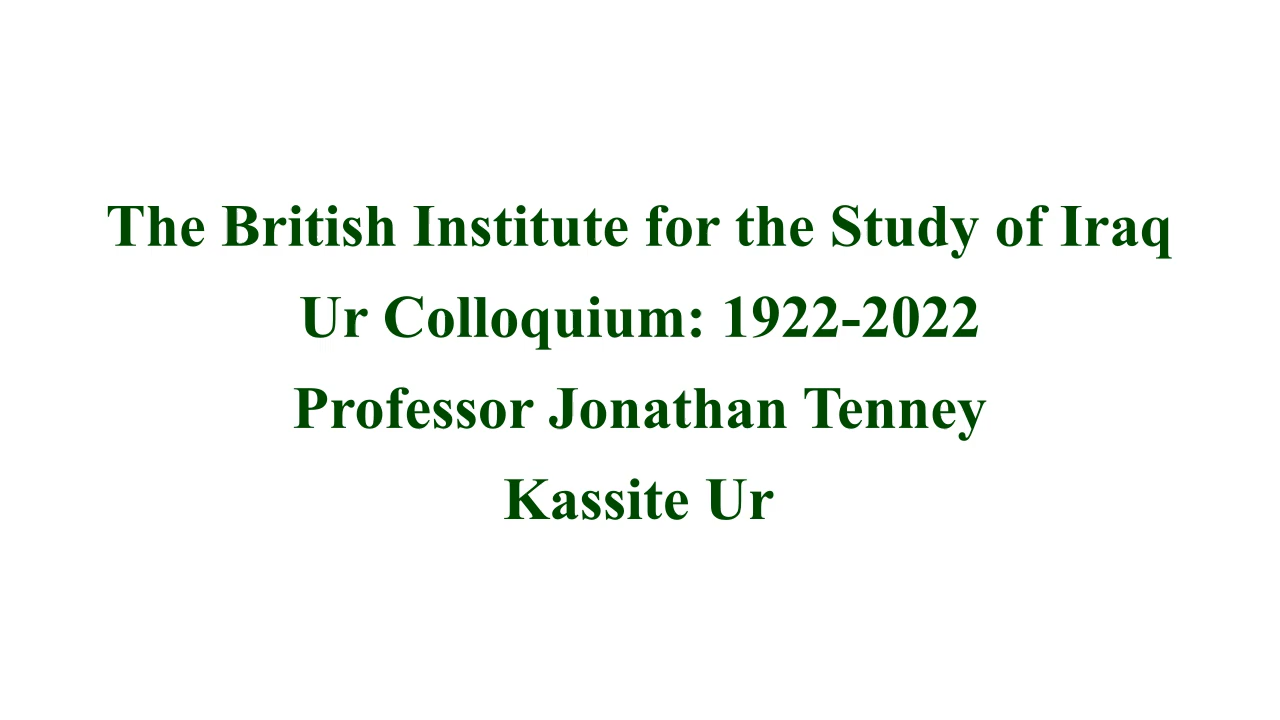 The British Institute for the Study of Iraq
Ur Colloquium: 1922-2022
Professor Jonathan Tenney
Kassite Ur